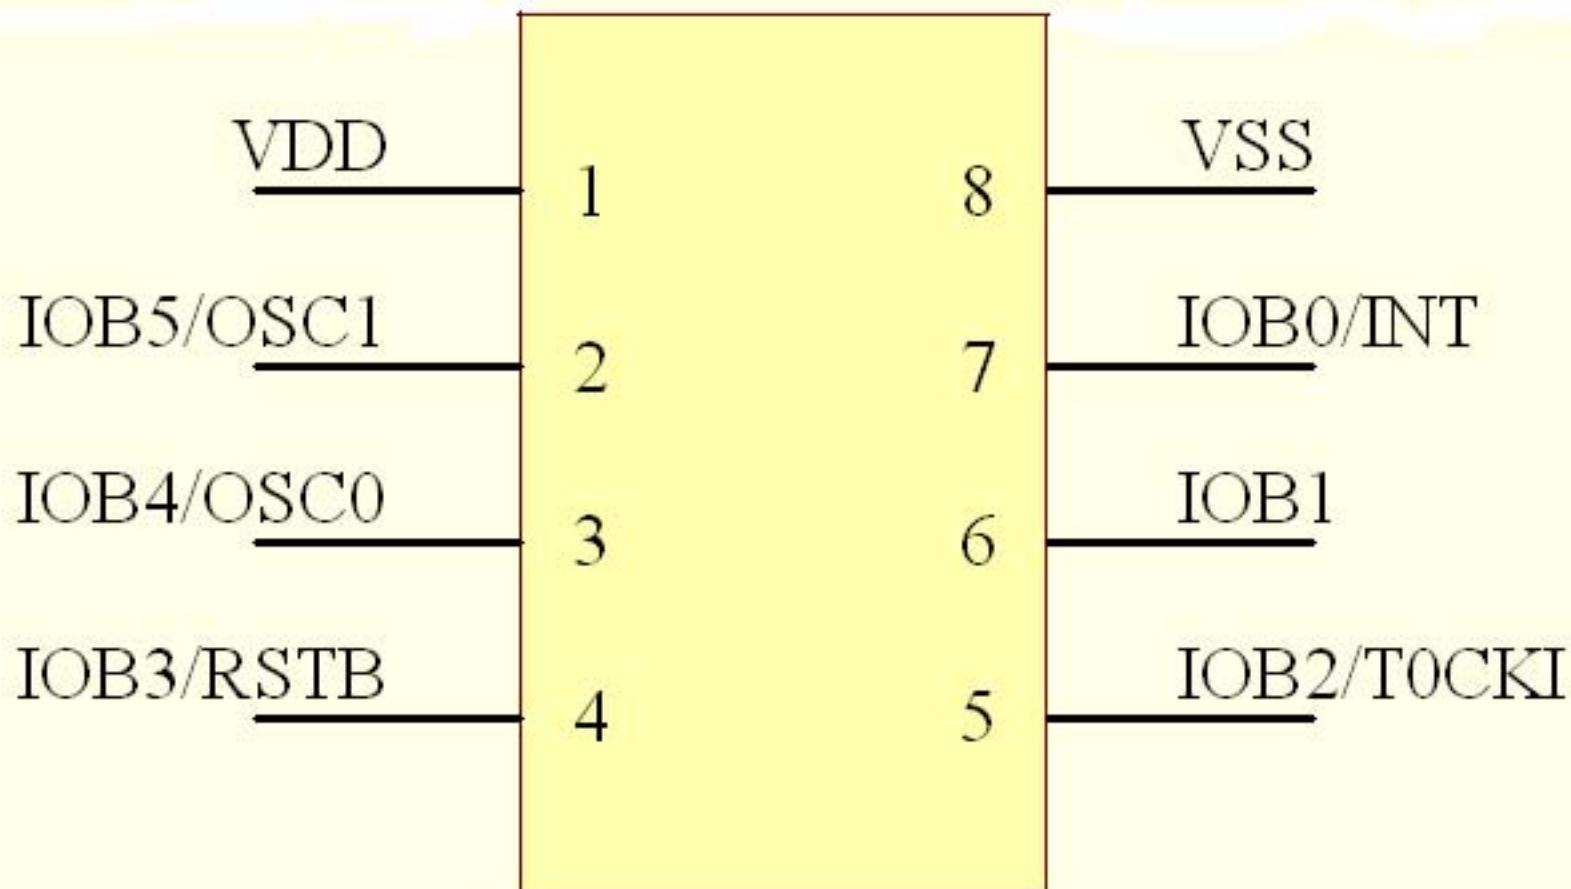 VDD 1 8 VSS
IOB5/OSC1 2 7 IOB0/INT
IOB4/OSC0 3 6 IOB1
IOB3/RSTB 4 5 IOB2/T0CKI